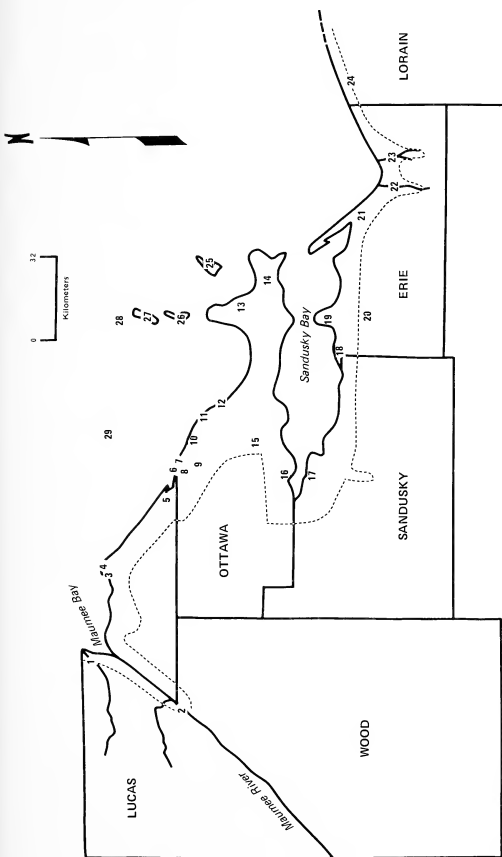 N
0 32
Kilometers
LUCAS
WOOD
OTTAWA
SANDUSKY
ERIE
LORAIN
Maumee Bay
Maumee River
Sandusky Bay
1
2
3
4
5
6
7
8
9
10
11
12
13
14
15
16
17
18
19
20
21
22
23
24
25
26
27
28
29